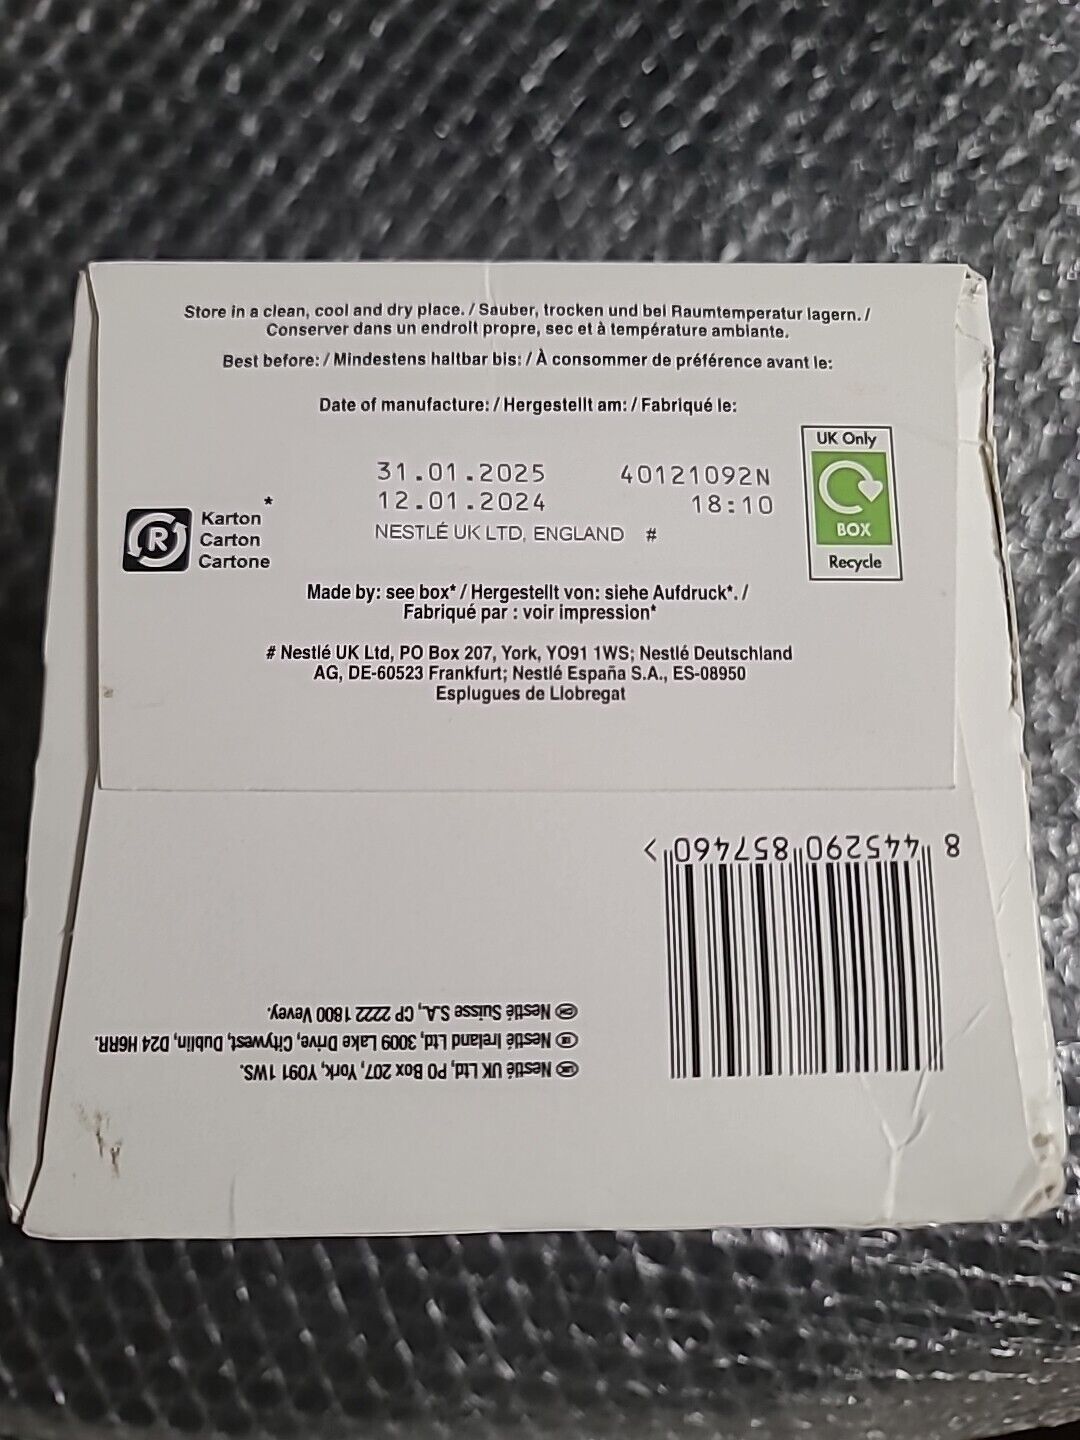 Store in a clean, cool and dry place. / Sauber, trocken und bei Raumtemperatur lagern. /
Conserver dans un endroit propre, sec et à température ambiante.
Best before: / Mindestens haltbar bis: / À consommer de préférence avant le:
Date of manufacture: / Hergestellt am: / Fabriqué le:
31.01.2025 40121092N
12.01.2024 18:10
NESTLÉ UK LTD, ENGLAND #
*
R
Karton
Carton
Cartone
UK Only
BOX
Recycle
Made by: see box* / Hergestellt von: siehe Aufdruck*. /
Fabriqué par : voir impression*
# Nestlé UK Ltd, PO Box 207, York, YO91 1WS; Nestlé Deutschland
AG, DE-60523 Frankfurt; Nestlé España S.A., ES-08950
Esplugues de Llobregat
8 445290 857460 >
UK Nestlé UK Ltd, PO Box 207, York, YO91 1WS.
IE Nestlé Ireland Ltd, 3009 Lake Drive, Citywest, Dublin, D24 H6RR.
CH Nestlé Suisse S.A., CP 2222 1800 Vevey.